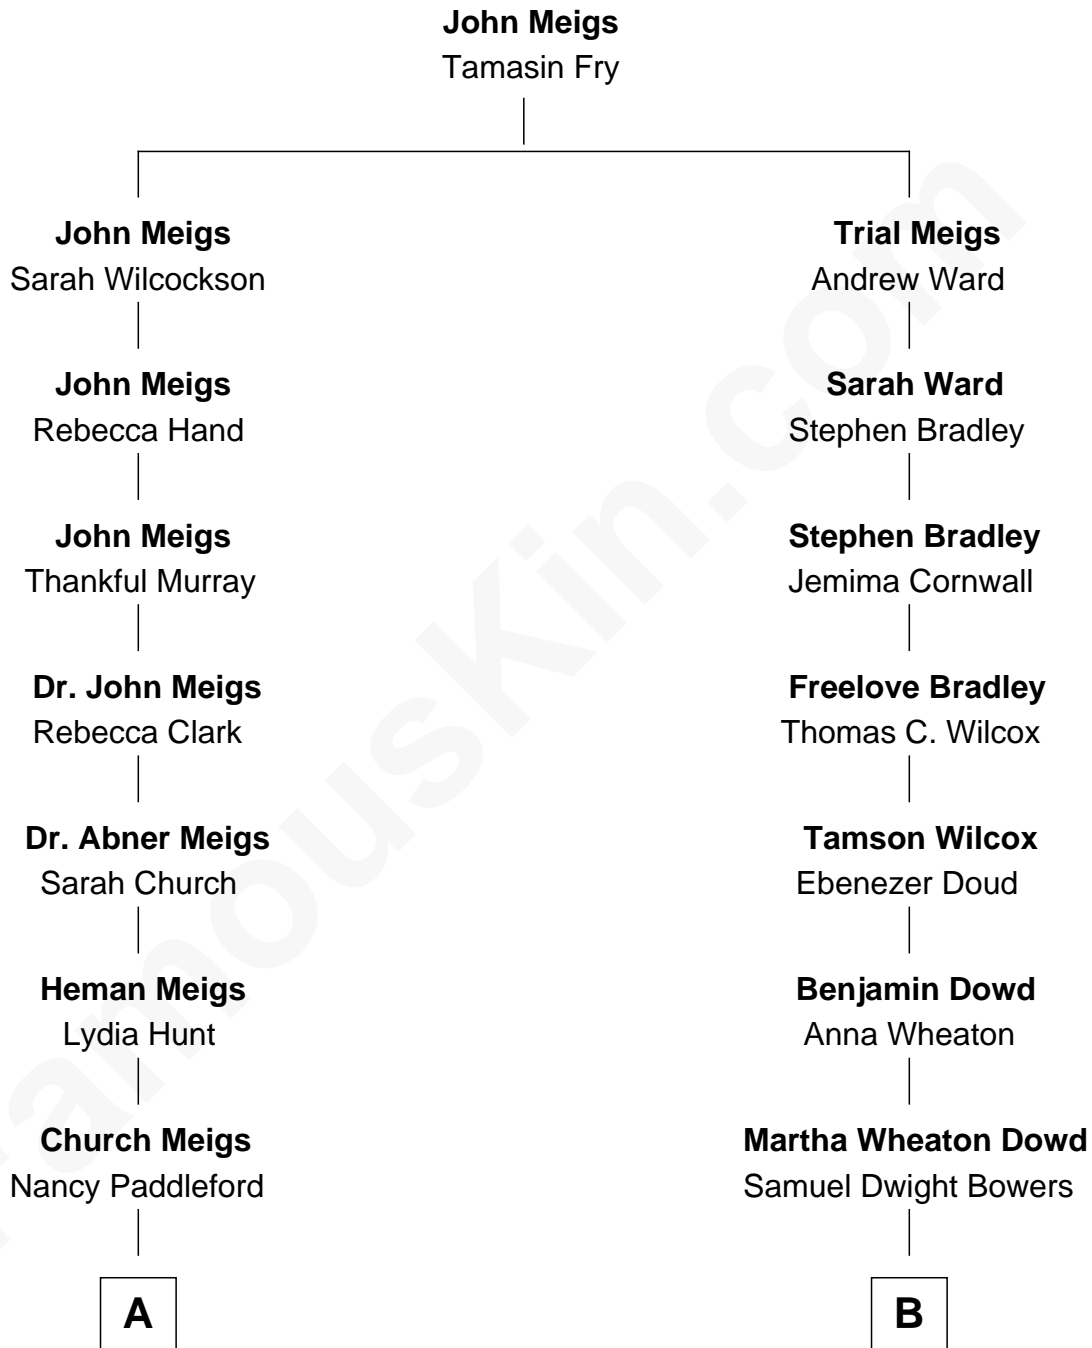 John Meigs
Tamasin Fry
John Meigs
Sarah Wilcockson
Trial Meigs
Andrew Ward
John Meigs
Rebecca Hand
Sarah Ward
Stephen Bradley
John Meigs
Thankful Murray
Stephen Bradley
Jemima Cornwall
Dr. John Meigs
Rebecca Clark
Freelove Bradley
Thomas C. Wilcox
Dr. Abner Meigs
Sarah Church
Tamson Wilcox
Ebenezer Doud
Heman Meigs
Lydia Hunt
Benjamin Dowd
Anna Wheaton
Church Meigs
Nancy Paddleford
Martha Wheaton Dowd
Samuel Dwight Bowers
A
B
FamousKin.com